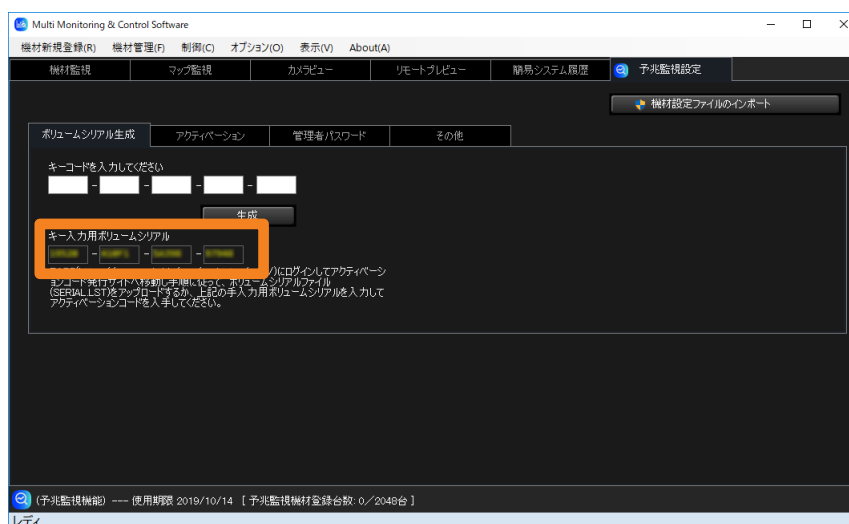 Multi Monitoring & Control Software
機材新規登録(R) 機材管理(F) 制御(C) オプション(O) 表示(V) About(A)
機材監視 マップ監視 カメラビュー リモートプレビュー 簡易システム履歴 予兆監視設定
機材設定ファイルのインポート
ボリュームシリアル生成 アクティベーション 管理者パスワード その他
キーコードを入力してください
- - - -
生成
キー入力用ボリュームシリアル
- - -
/)にログインしてアクティベーシ
ョンコード発行サイトへ移動し手順に従って、ボリュームシリアルファイル
(SERIAL.LST)をアップロードするか、上記の手入力用ボリュームシリアルを入力して
アクティベーションコードを入手してください。
(予兆監視機能) --- 使用期限 2019/10/14 [ 予兆監視機材登録台数: 0/2048台 ]
レディ